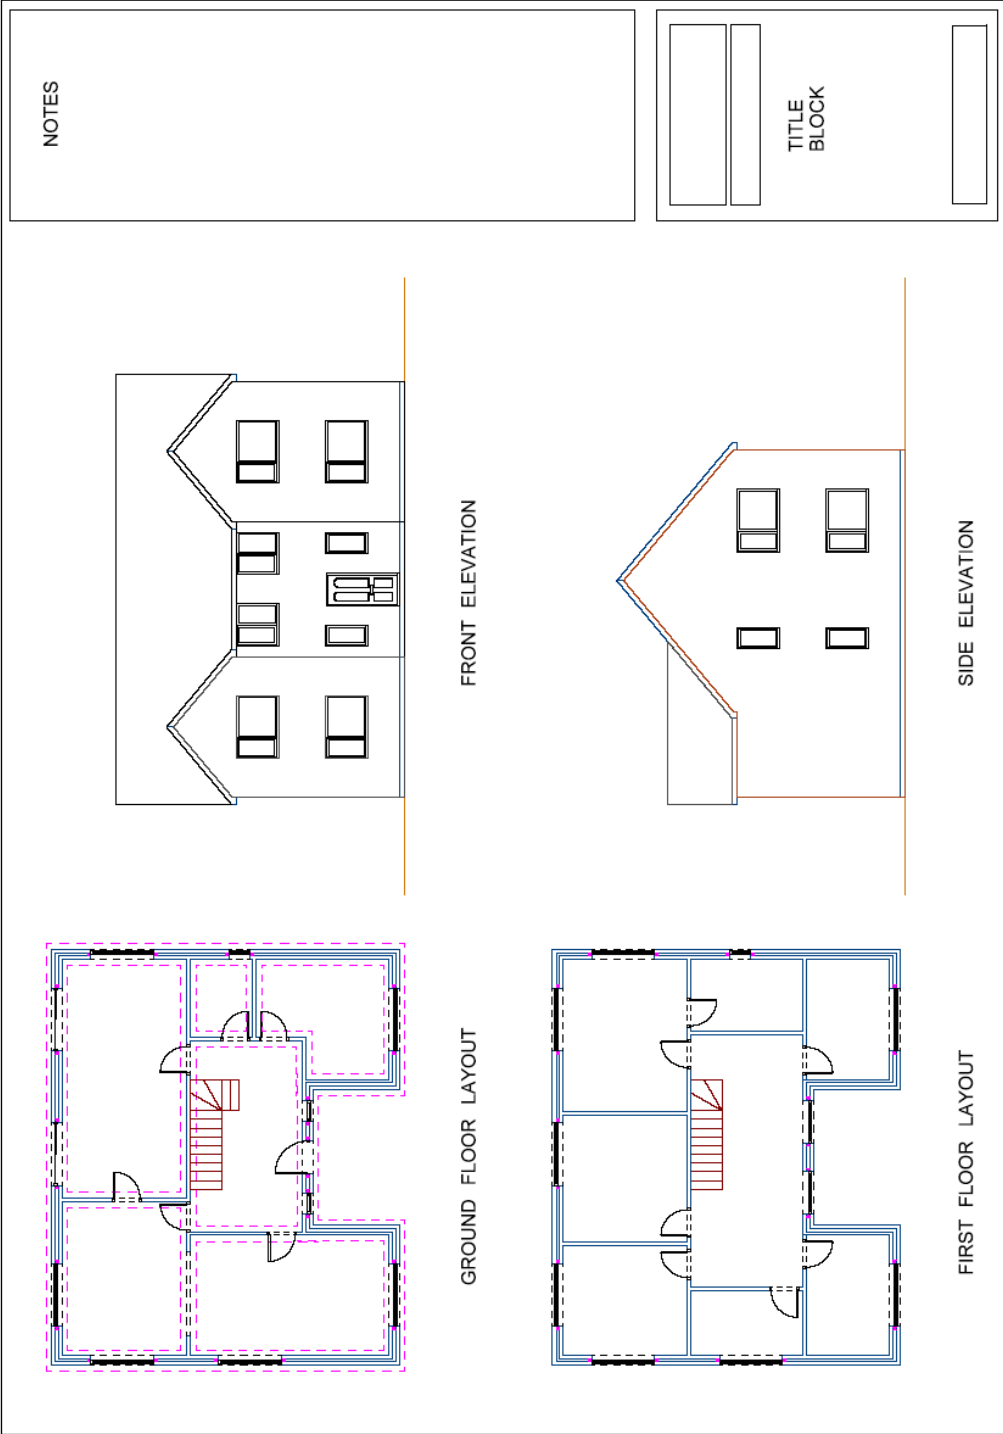 GROUND FLOOR LAYOUT
FRONT ELEVATION
NOTES
FIRST FLOOR LAYOUT
SIDE ELEVATION
TITLE
BLOCK